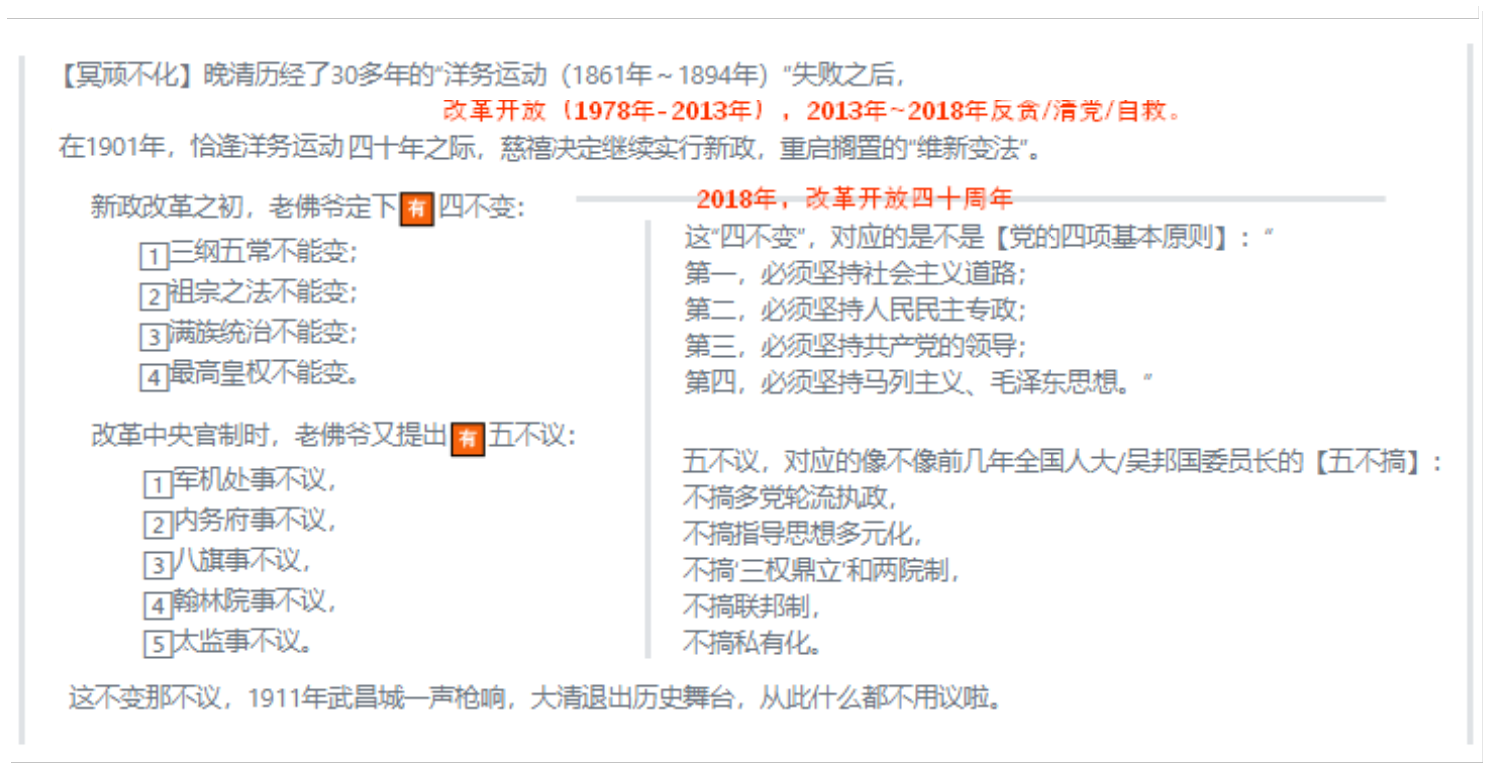 【冥顽不化】晚清历经了30多年的"洋务运动（1861年～1894年）"失败之后，
改革开放（1978年-2013年），2013年~2018年反贪/清党/自救。
在1901年，恰逢洋务运动四十年之际，慈禧决定继续实行新政，重启搁置的"维新变法"。
新政改革之初，老佛爷定下有四不变：
1三纲五常不能变；
2祖宗之法不能变；
3满族统治不能变；
4最高皇权不能变。
改革中央官制时，老佛爷又提出有五不议：
1军机处事不议，
2内务府事不议，
3八旗事不议，
4翰林院事不议，
5太监事不议。
2018年，改革开放四十周年
这"四不变"，对应的是不是【党的四项基本原则】："
第一，必须坚持社会主义道路；
第二，必须坚持人民民主专政；
第三，必须坚持共产党的领导；
第四，必须坚持马列主义、毛泽东思想。"
五不议，对应的像不像前几年全国人大/吴邦国委员长的【五不搞】：
不搞多党轮流执政，
不搞指导思想多元化，
不搞'三权鼎立'和两院制，
不搞联邦制，
不搞私有化。
这不变那不议，1911年武昌城一声枪响，大清退出历史舞台，从此什么都不用议啦。